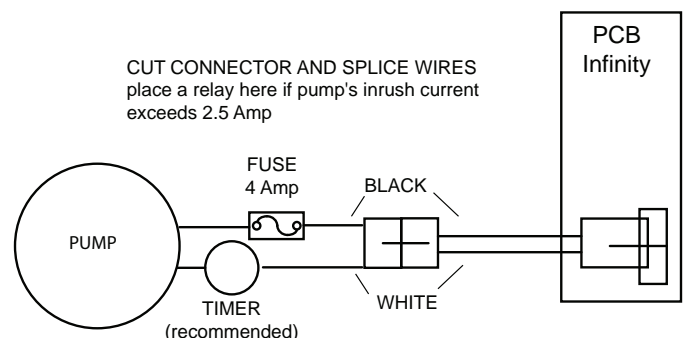 PCB
Infinity
CUT CONNECTOR AND SPLICE WIRES
place a relay here if pump's inrush current
exceeds 2.5 Amp
FUSE
4 Amp
BLACK
PUMP
WHITE
TIMER
(recommended)